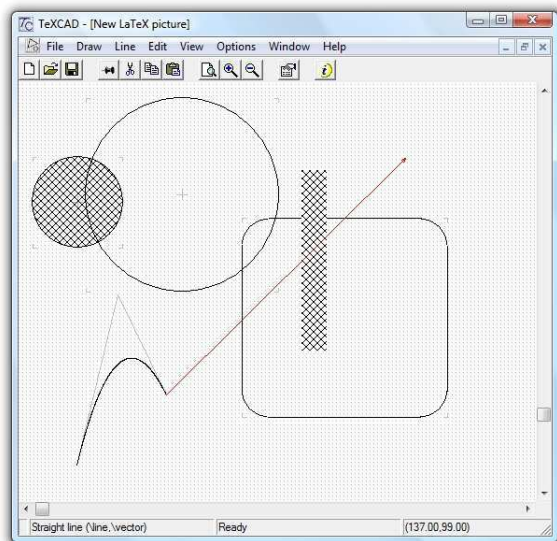 TeXCAD - [New LaTeX picture]
File Draw Line Edit View Options Window Help
Straight line (\line,\vector) Ready (137.00,99.00)